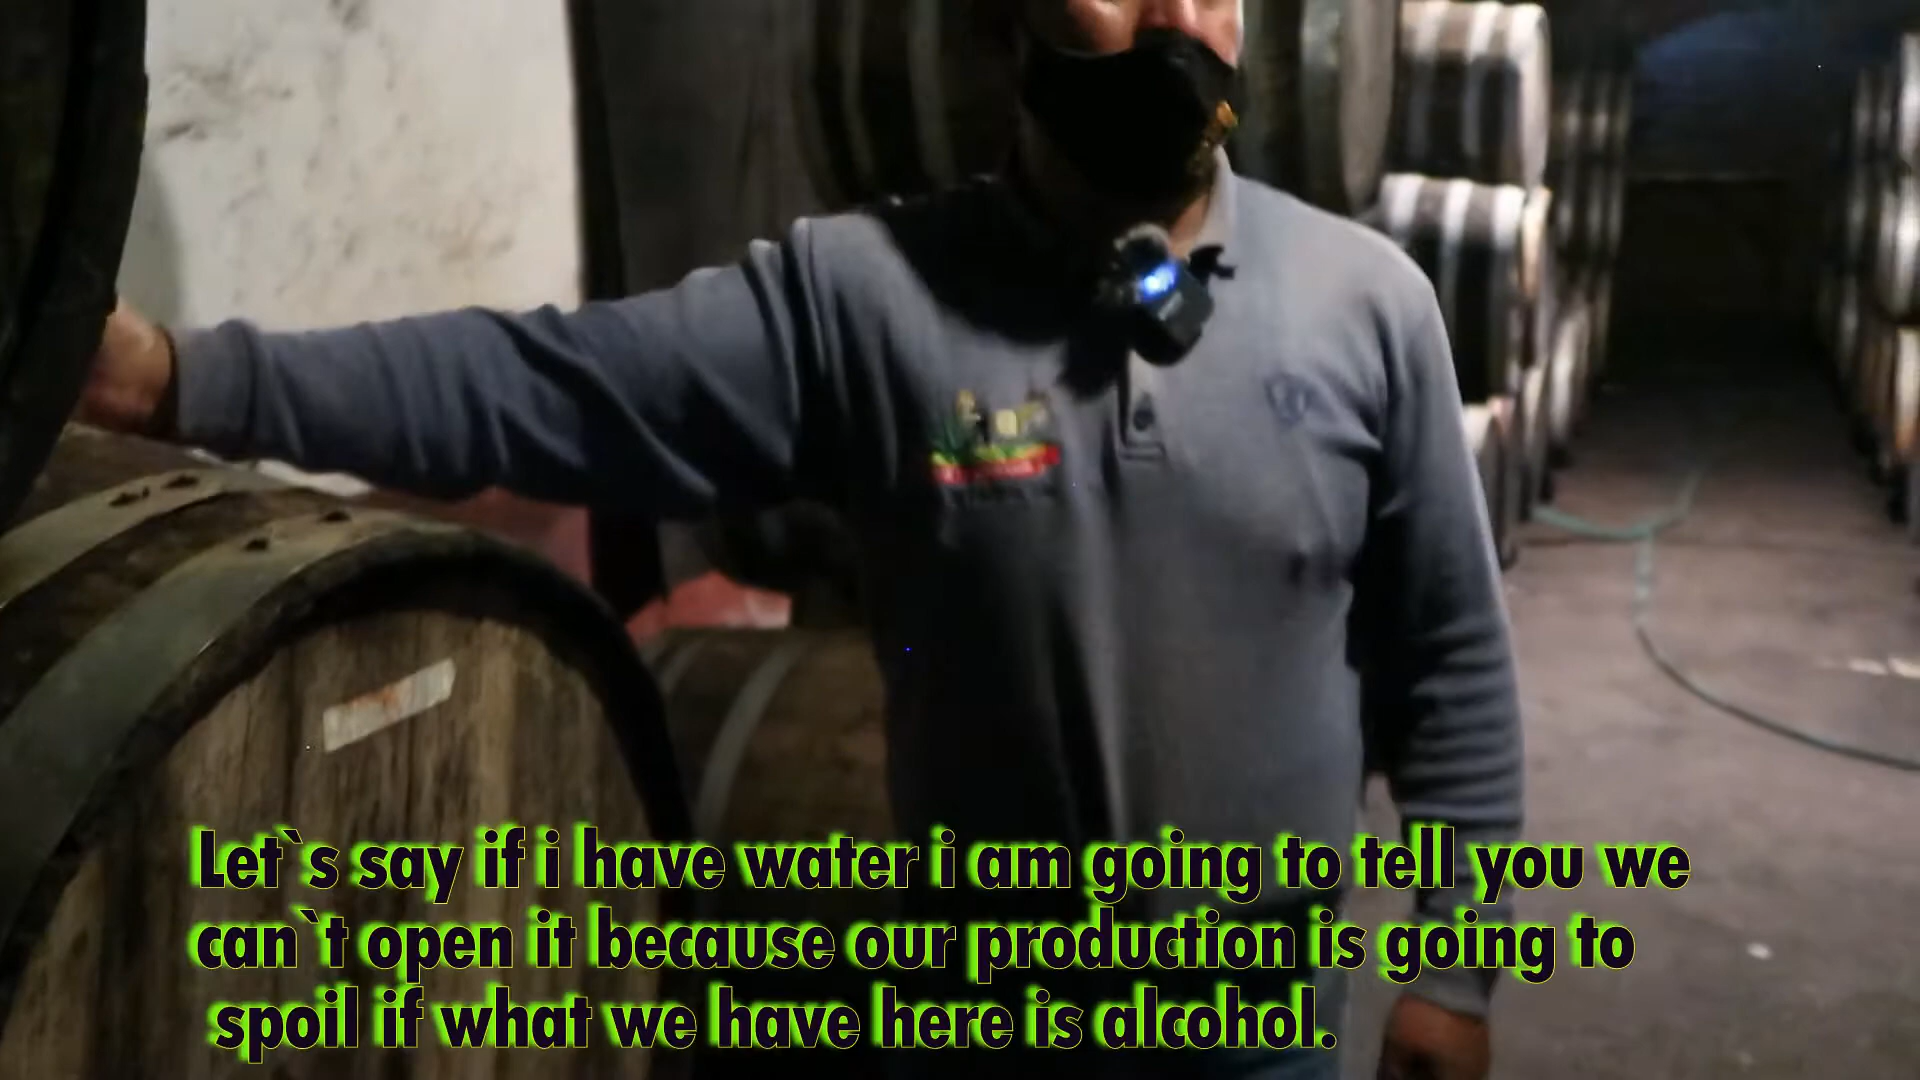 Let`s say if i have water i am going to tell you we
can`t open it because our production is going to
spoil if what we have here is alcohol.